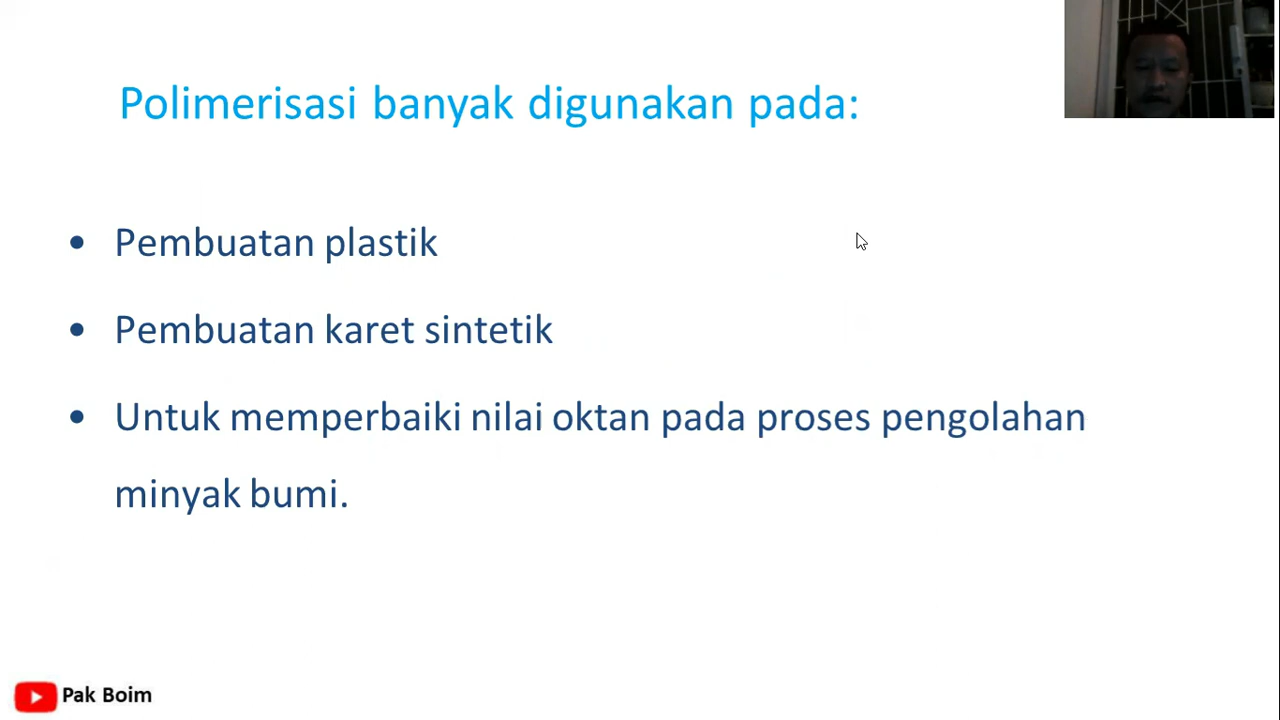 Polimerisasi banyak digunakan pada:
• Pembuatan plastik
• Pembuatan karet sintetik
• Untuk memperbaiki nilai oktan pada proses pengolahan
minyak bumi.
Pak Boim